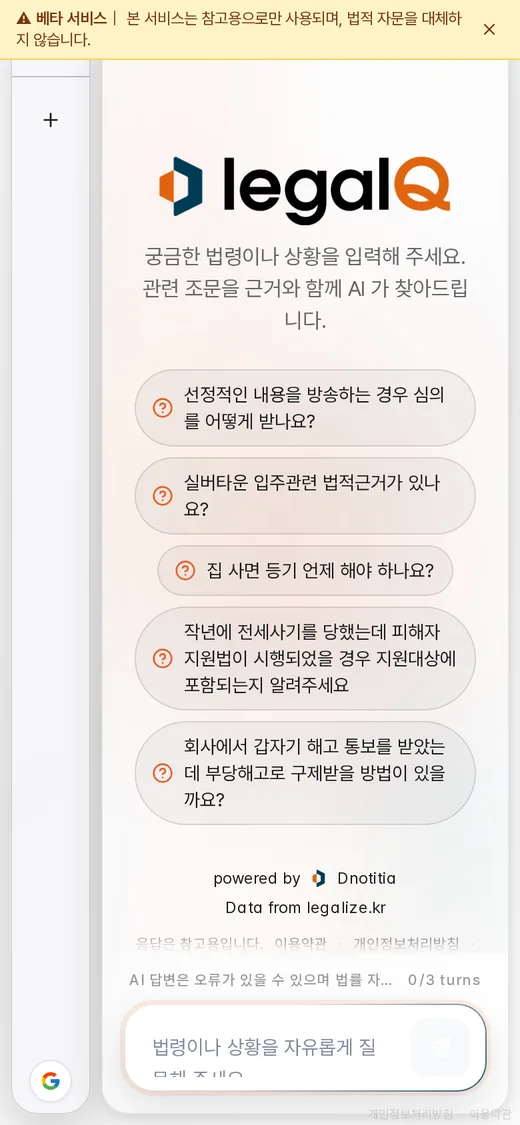 베타 서비스 | 본 서비스는 참고용으로만 사용되며, 법적 자문을 대체하
지 않습니다.
legalQ
궁금한 법령이나 상황을 입력해 주세요.
관련 조문을 근거와 함께 AI 가 찾아드립
니다.
선정적인 내용을 방송하는 경우 심의
를 어떻게 받나요?
실버타운 입주관련 법적근거가 있나
요?
집 사면 등기 언제 해야 하나요?
작년에 전세사기를 당했는데 피해자
지원법이 시행되었을 경우 지원대상에
포함되는지 알려주세요
회사에서 갑자기 해고 통보를 받았는
데 부당해고로 구제받을 방법이 있을
까요?
powered by Dnotitia
Data from legalize.kr
응답은 참고용입니다. 이용약관 · 개인정보처리방침 ·
AI 답변은 오류가 있을 수 있으며 법률 자... 0/3 turns
법령이나 상황을 자유롭게 질
문해 주세요
개인정보처리방침 이용약관